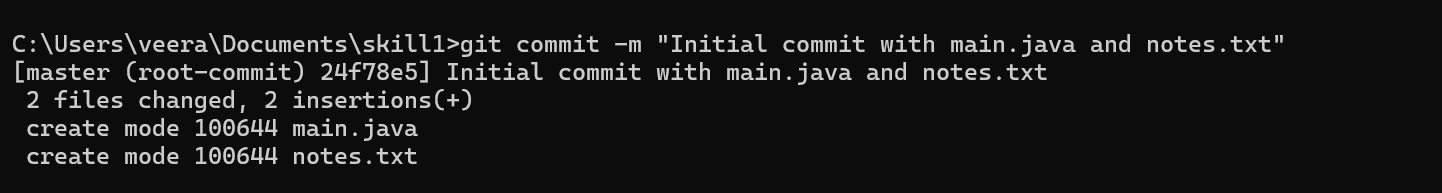 C:\Users\veera\Documents\skill1>git commit -m "Initial commit with main.java and notes.txt"
[master (root-commit) 24f78e5] Initial commit with main.java and notes.txt
 2 files changed, 2 insertions(+)
 create mode 100644 main.java
 create mode 100644 notes.txt